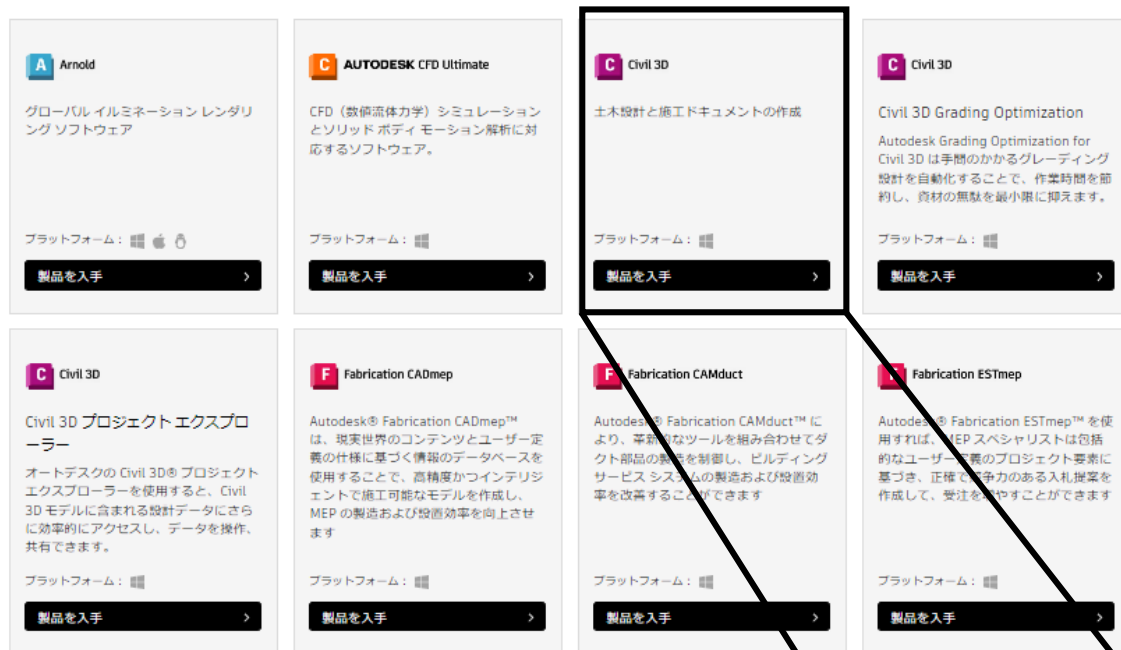 A Arnold
グローバル イルミネーション レンダリ
ング ソフトウェア
プラットフォーム：
製品を入手
C AUTODESK CFD Ultimate
CFD（数値流体力学）シミュレーション
とソリッド ボディ モーション解析に対
応するソフトウェア。
プラットフォーム：
製品を入手
C Civil 3D
土木設計と施工ドキュメントの作成
プラットフォーム：
製品を入手
C Civil 3D
Civil 3D Grading Optimization
Autodesk Grading Optimization for
Civil 3D は手間のかかるグレーディング
設計を自動化することで、作業時間を節
約し、資材の無駄を最小限に抑えます。
プラットフォーム：
製品を入手
C Civil 3D
Civil 3D プロジェクト エクスプロ
ーラー
オートデスクの Civil 3D® プロジェクト
エクスプローラーを使用すると、Civil
3D モデルに含まれる設計データにさら
に効率的にアクセスし、データを操作、
共有できます。
プラットフォーム：
製品を入手
F Fabrication CADmep
Autodesk® Fabrication CADmep™
は、現実世界のコンテンツとユーザー定
義の仕様に基づく情報のデータベースを
使用することで、高精度かつインテリジ
ェントで施工可能なモデルを作成し、
MEP の製造および設置効率を向上させ
ます
プラットフォーム：
製品を入手
F Fabrication CAMduct
Autodesk® Fabrication CAMduct™ に
より、革新的なツールを組み合わせてダ
クト部品の製造を制御し、ビルディング
サービス システムの製造および設置効
率を改善することができます
プラットフォーム：
製品を入手
F Fabrication ESTmep
Autodesk® Fabrication ESTmep™ を使
用すれば、MEP スペシャリストは包括
的なユーザー定義のプロジェクト要素に
基づき、正確で競争力のある入札提案を
作成して、受注を増やすことができます
プラットフォーム：
製品を入手